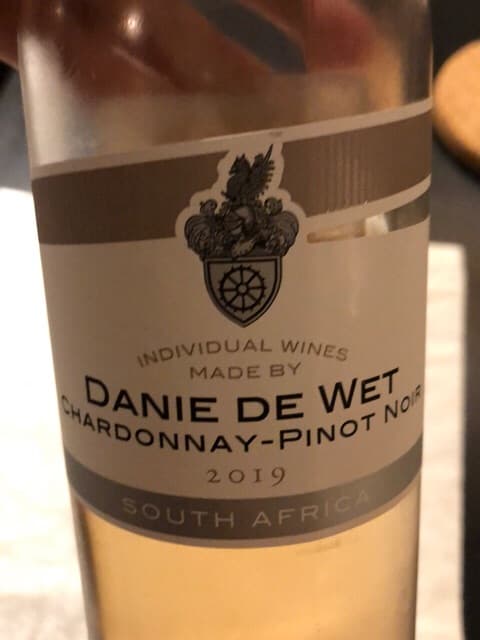 INDIVIDUAL WINES
MADE BY
DANIE DE WET
CHARDONNAY-PINOT NOIR
2019
SOUTH AFRICA